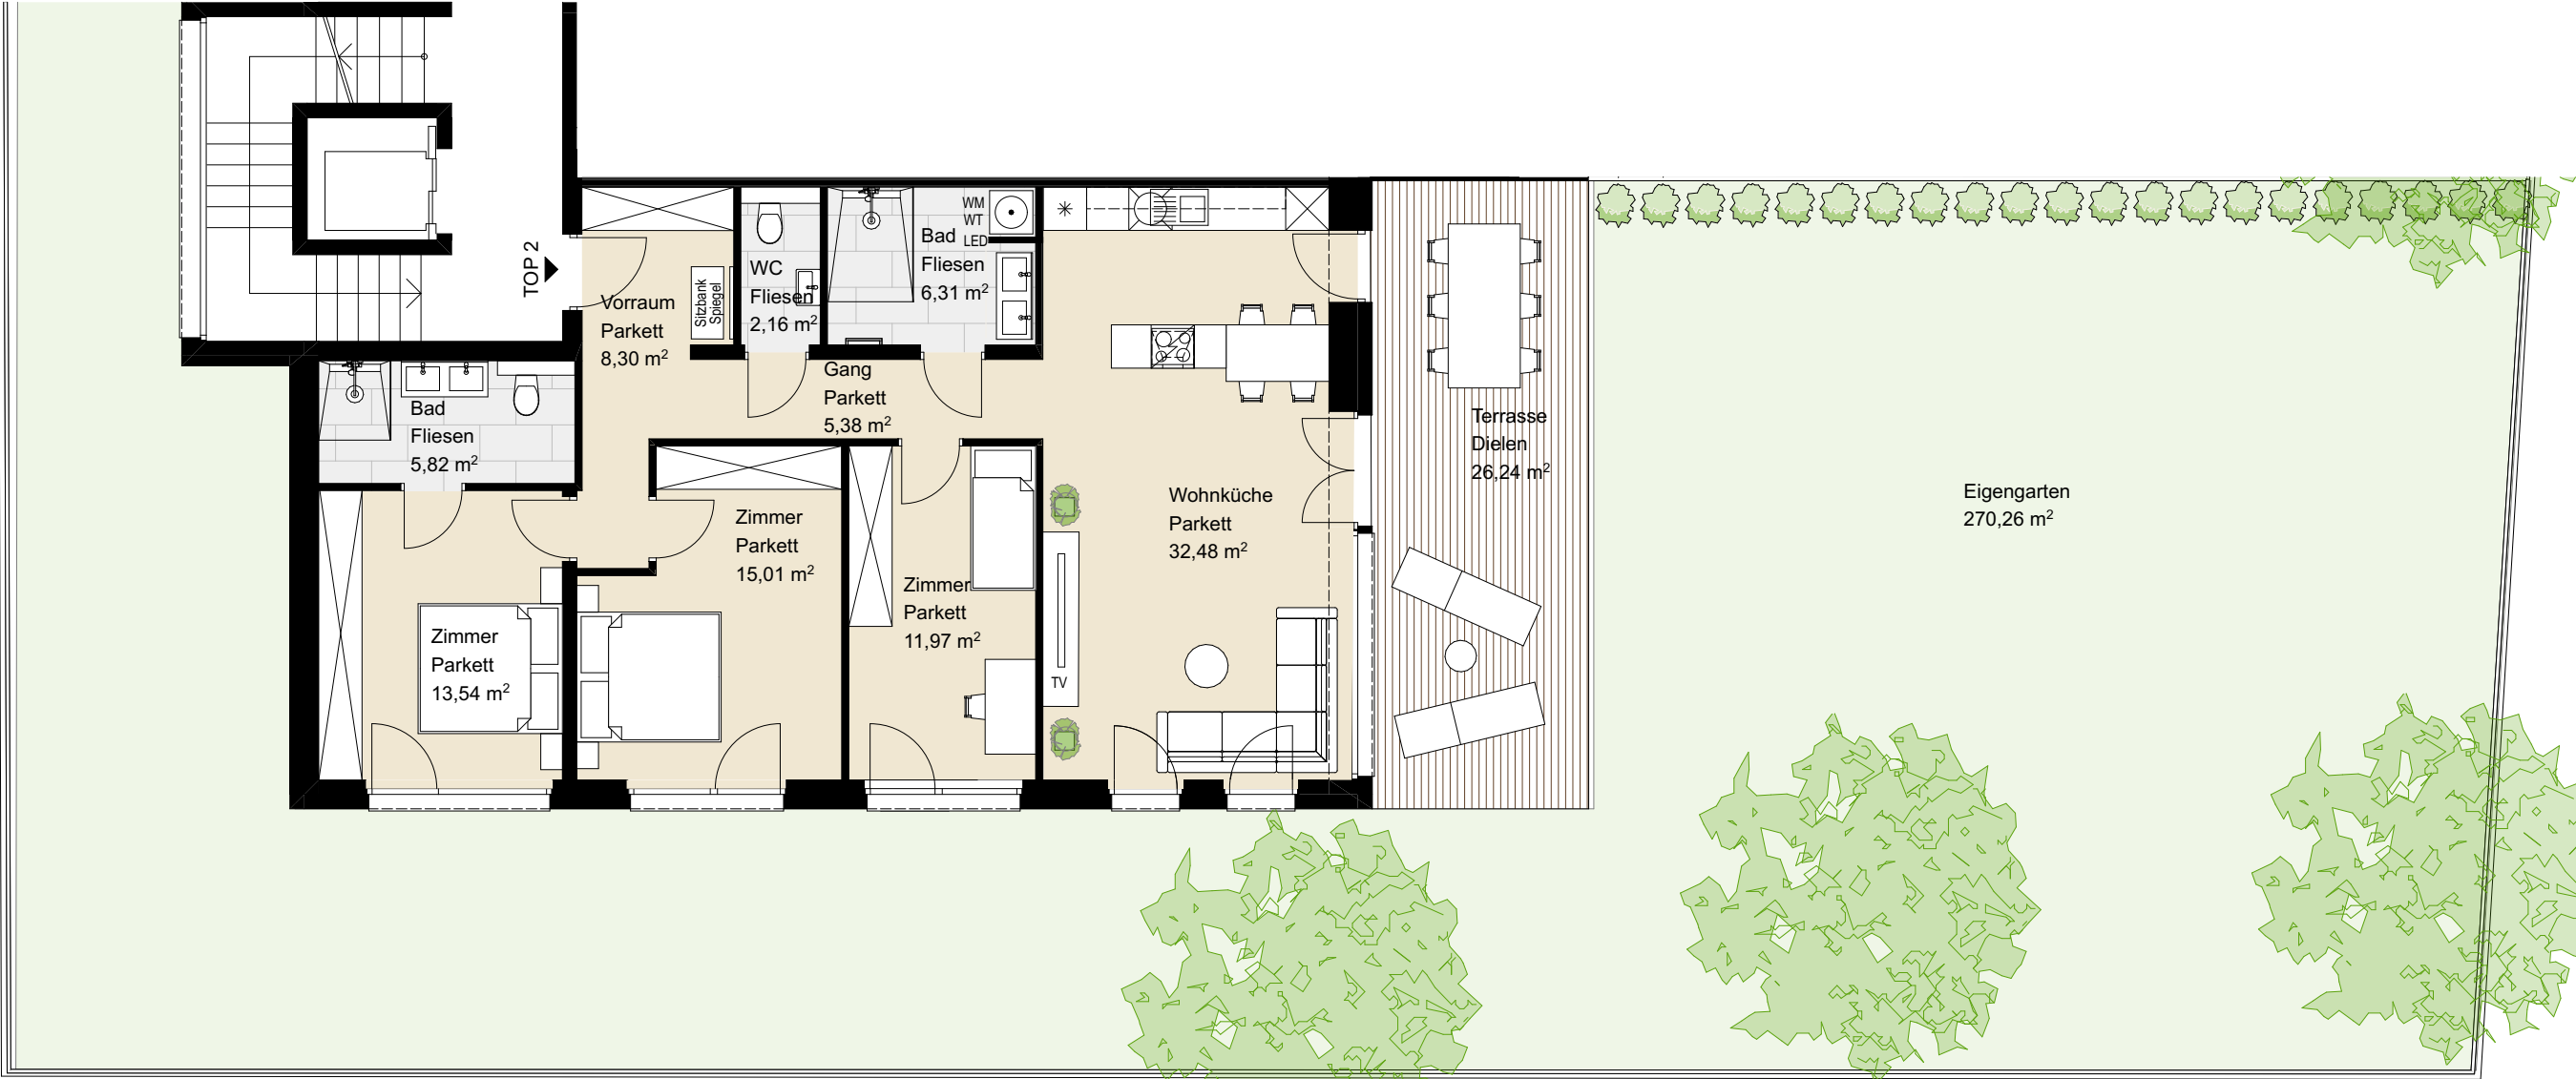 TOP 2
Vorraum
Parkett
8,30 m²
Sitzbank
Spiegel
WC
Fliesen
2,16 m²
WM
WT
LED
Bad
Fliesen
6,31 m²
Gang
Parkett
5,38 m²
Bad
Fliesen
5,82 m²
Zimmer
Parkett
13,54 m²
Zimmer
Parkett
15,01 m²
Zimmer
Parkett
11,97 m²
TV
Wohnküche
Parkett
32,48 m²
Terrasse
Dielen
26,24 m²
Eigengarten
270,26 m²